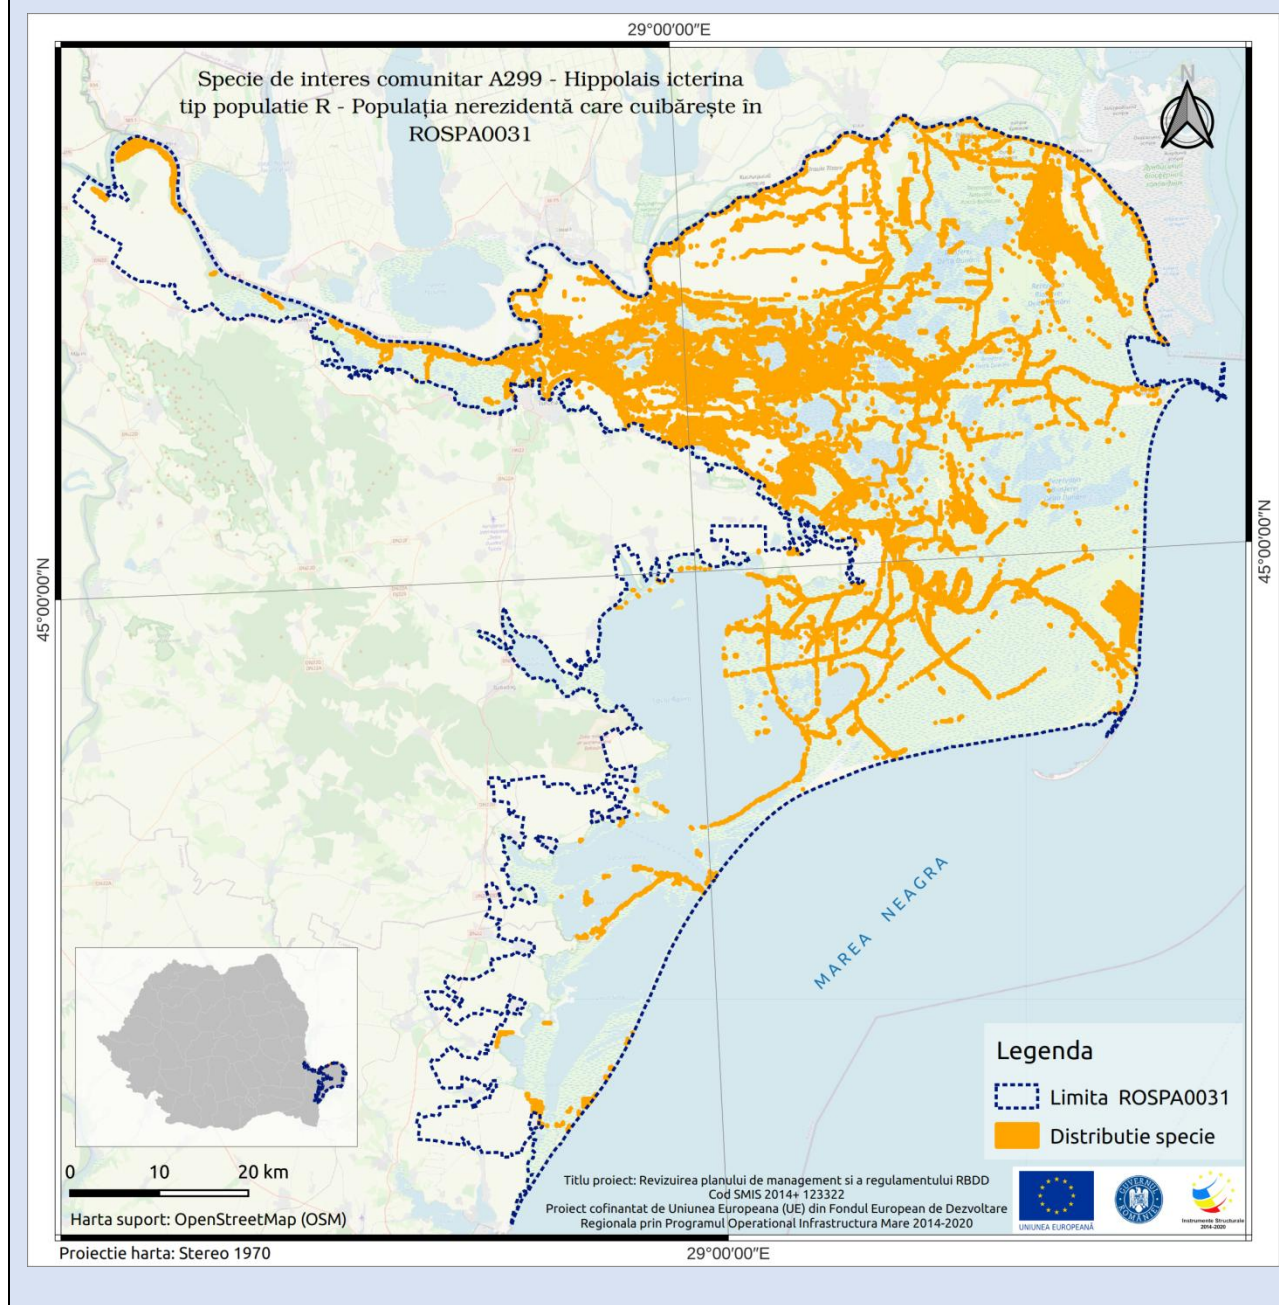 29°00′00″E
Specie de interes comunitar A299 - Hippolais icterina
tip populatie R - Populația nerezidentă care cuibărește în
ROSPA0031
N
45°00′00″N
45°00′00″N
MAREA NEAGRA
Legenda
Limita ROSPA0031
Distributie specie
0 10 20 km
Harta suport: OpenStreetMap (OSM)
Titlu proiect: Revizuirea planului de management si a regulamentului RBDD
Cod SMIS 2014+ 123322
Proiect cofinantat de Uniunea Europeana (UE) din Fondul European de Dezvoltare
Regionala prin Programul Operational Infrastructura Mare 2014-2020
UNIUNEA EUROPEANĂ
GUVERNUL ROMÂNIEI
Instrumente Structurale
2014-2020
Proiectie harta: Stereo 1970
29°00′00″E